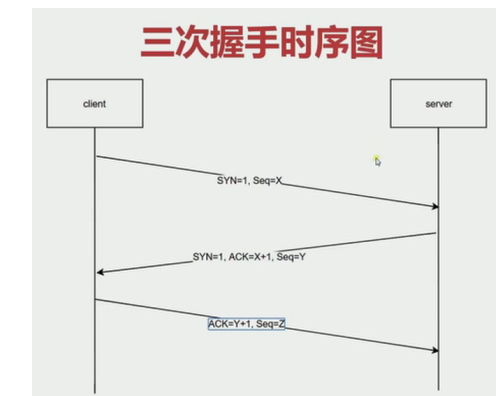 三次握手时序图
client
server
SYN=1, Seq=X
SYN=1, ACK=X+1, Seq=Y
ACK=Y+1, Seq=Z